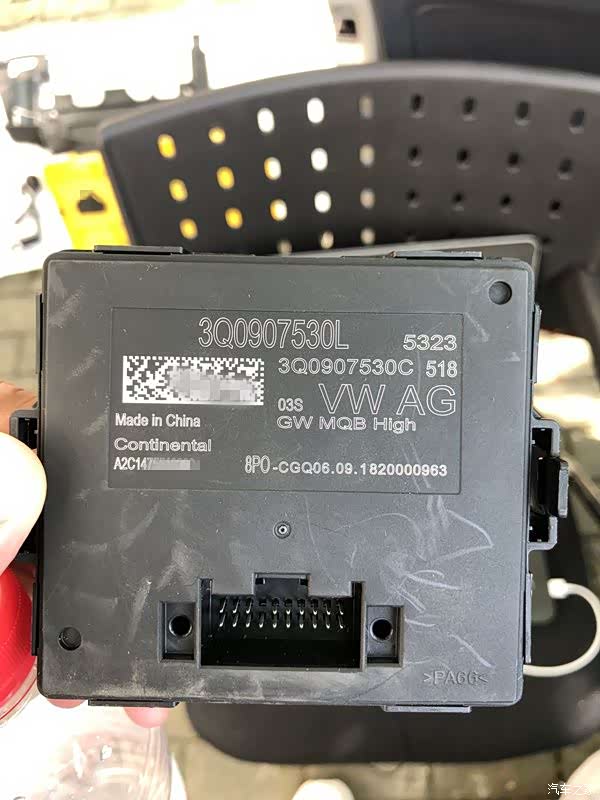 3Q0907530L
5323
3Q0907530C 518
03S VW AG
GW MQB High
Made in China
Continental
A2C147
8P0-CGQ06.09.1820000963
>PA66<
汽车之家